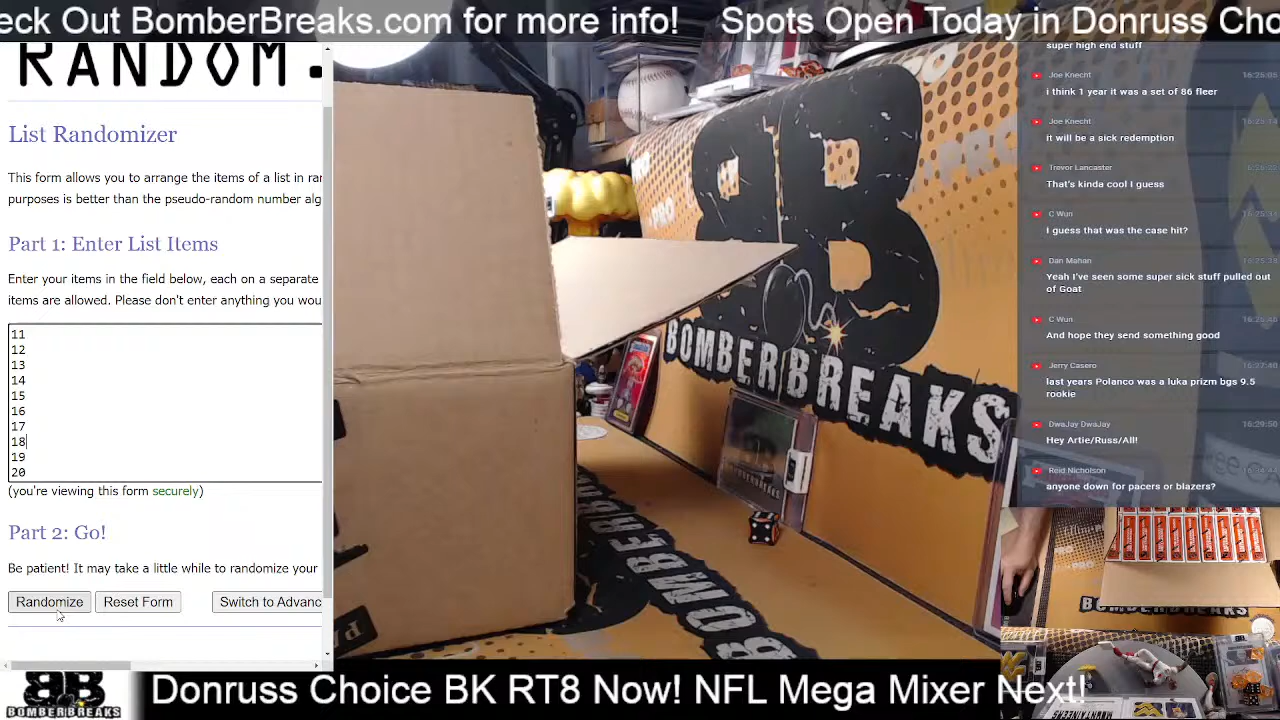 eck Out BomberBreaks.com for more info! Spots Open Today in Donruss Cho
RANDOM.
List Randomizer
This form allows you to arrange the items of a list in ran
purposes is better than the pseudo-random number alg
Part 1: Enter List Items
Enter your items in the field below, each on a separate
items are allowed. Please don't enter anything you wou
11
12
13
14
15
16
17
18
19
20
(you're viewing this form securely)
Part 2: Go!
Be patient! It may take a little while to randomize your
Randomize
Reset Form
Switch to Advanc
BOMBERBREAKS
super high end stuff
Joe Knecht
i think 1 year it was a set of 86 fleer
Joe Knecht
it will be a sick redemption
Trevor Lancaster
That's kinda cool I guess
C Wun
I guess that was the case hit?
Dan Mahan
Yeah I've seen some super sick stuff pulled out
of Goat
C Wun
And hope they send something good
Jerry Casero
last years Polanco was a luka prizm bgs 9.5
rookie
DwaJay DwaJay
16:29:50
Hey Artie/Russ/All!
Reid Nicholson
anyone down for pacers or blazers?
BOMBERBREAKS
BOMBERBREAKS
Donruss Choice BK RT8 Now! NFL Mega Mixer Next!